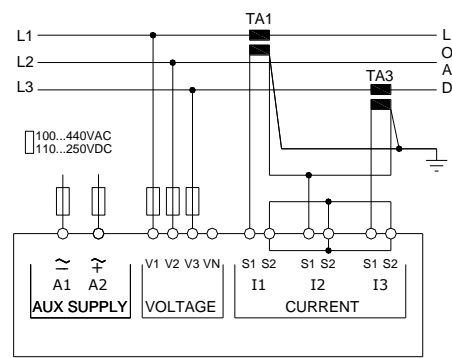 TA1
L1
L2
L3
L
O
A
D
TA3
100...440VAC
110...250VDC
V1 V2 V3 VN
S1 S2 S1 S2 S1 S2
A1 A2
I1 I2 I3
AUX SUPPLY VOLTAGE CURRENT